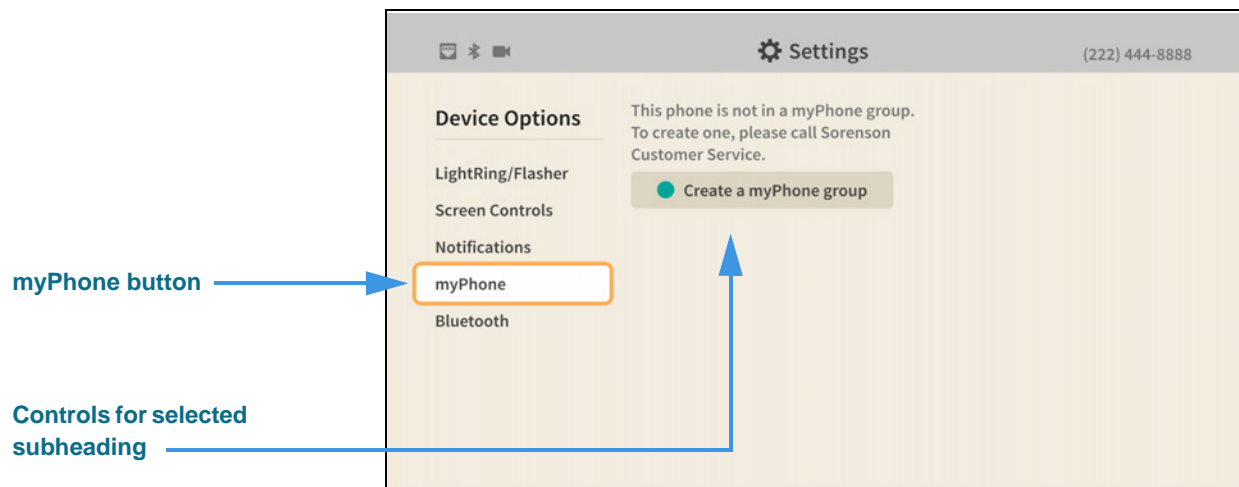 Settings
(222) 444-8888
Device Options
LightRing/Flasher
Screen Controls
Notifications
myPhone
Bluetooth
This phone is not in a myPhone group.
To create one, please call Sorenson
Customer Service.
Create a myPhone group
myPhone button
Controls for selected
subheading